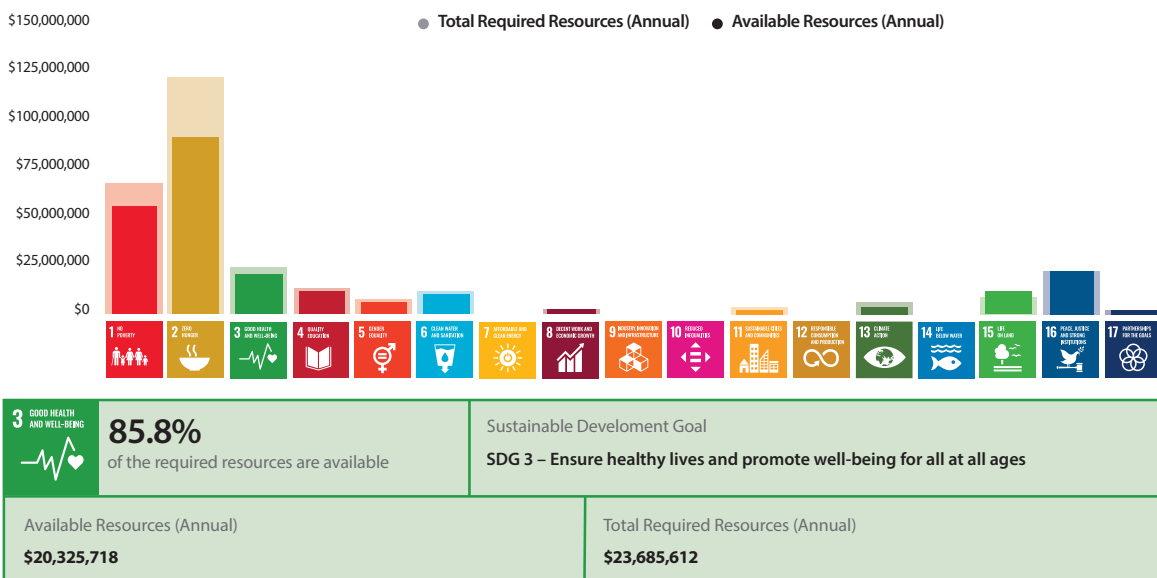 $150,000,000
Total Required Resources (Annual)
Available Resources (Annual)
$125,000,000
$100,000,000
$75,000,000
$50,000,000
$25,000,000
$0
1 NO
POVERTY
2 ZERO
HUNGER
3 GOOD HEALTH
AND WELL-BEING
4 QUALITY
EDUCATION
5 GENDER
EQUALITY
6 CLEAN WATER
AND SANITATION
7 AFFORDABLE AND
CLEAN ENERGY
8 DECENT WORK AND
ECONOMIC GROWTH
9 INDUSTRY, INNOVATION
AND INFRASTRUCTURE
10 REDUCED
INEQUALITIES
11 SUSTAINABLE CITIES
AND COMMUNITIES
12 RESPONSIBLE
CONSUMPTION
AND PRODUCTION
13 CLIMATE
ACTION
14 LIFE
BELOW WATER
15 LIFE
ON LAND
16 PEACE, JUSTICE
AND STRONG
INSTITUTIONS
17 PARTNERSHIPS
FOR THE GOALS
3 GOOD HEALTH
AND WELL-BEING
85.8%
of the required resources are available
Sustainable Develoment Goal
SDG 3 – Ensure healthy lives and promote well-being for all at all ages
Available Resources (Annual)
$20,325,718
Total Required Resources (Annual)
$23,685,612